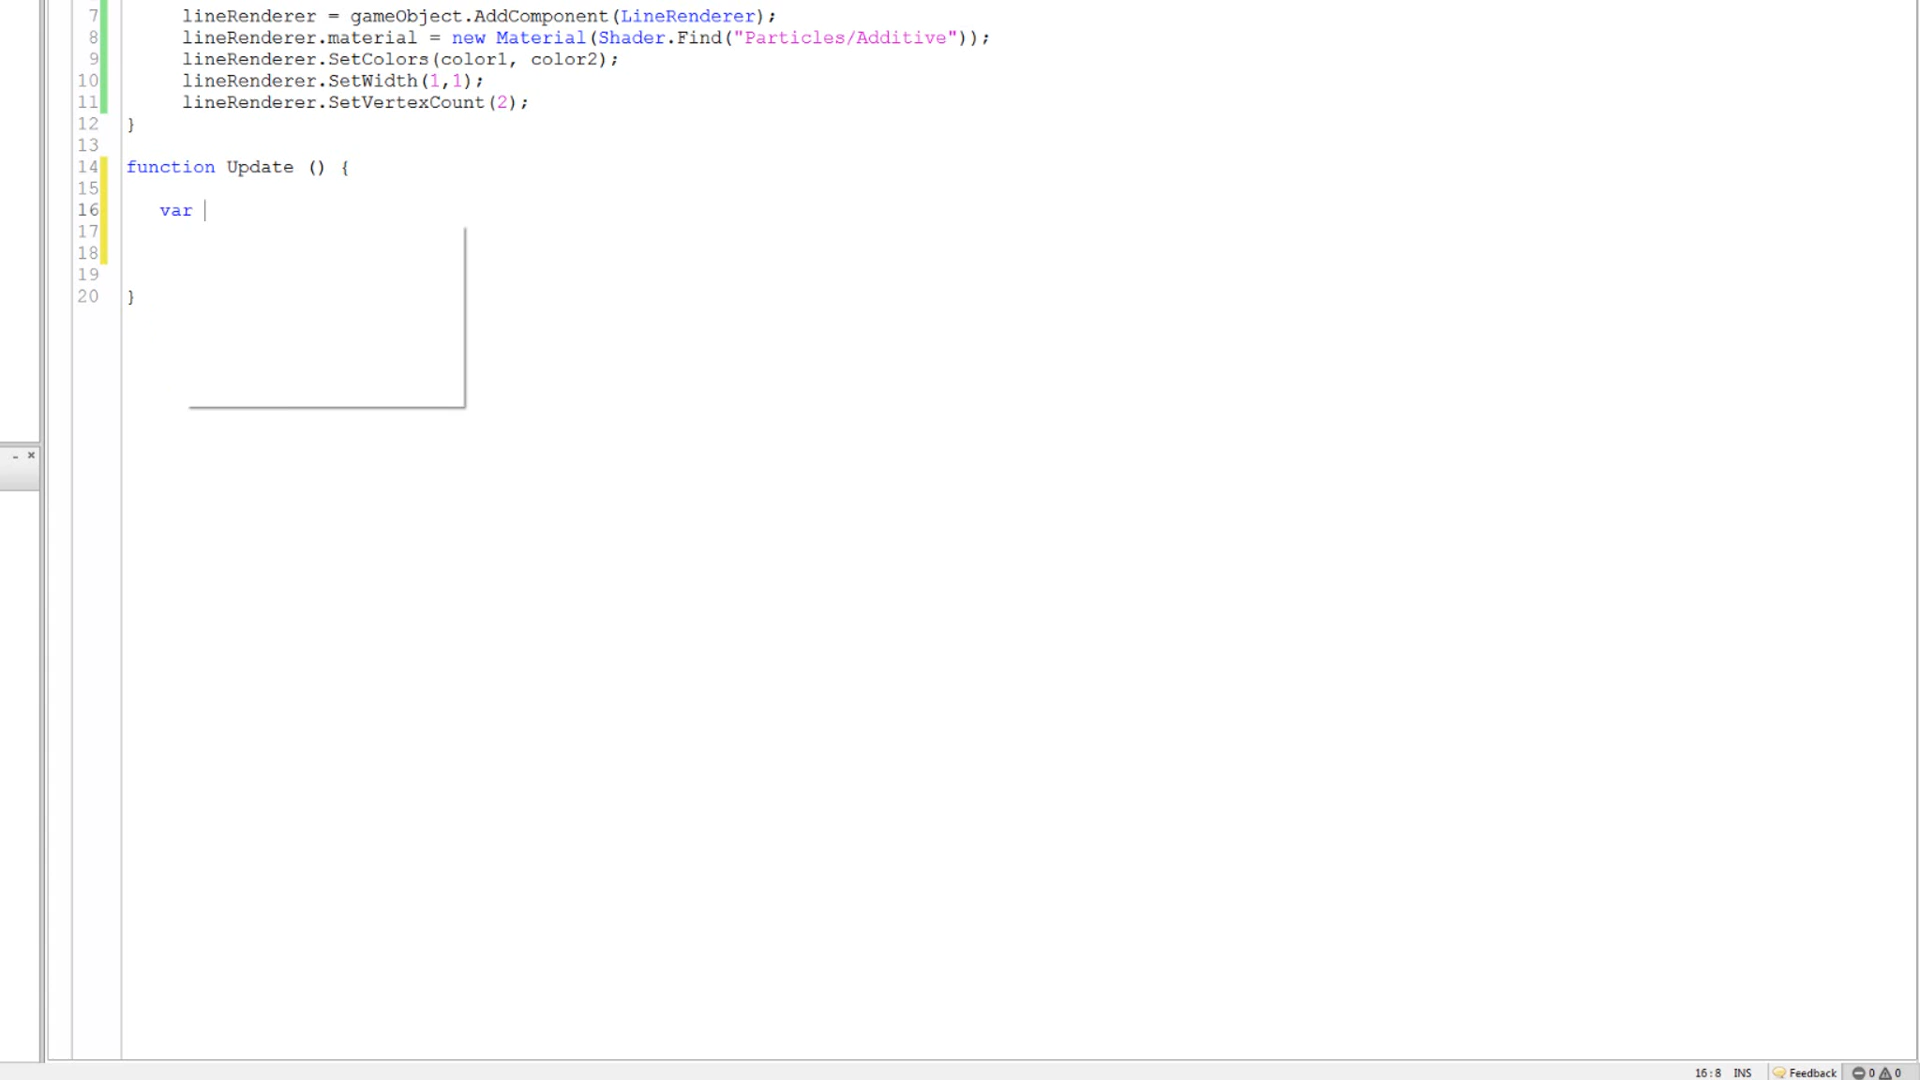 7 lineRenderer = gameObject.AddComponent(LineRenderer);
8 lineRenderer.material = new Material(Shader.Find("Particles/Additive"));
9 lineRenderer.SetColors(color1, color2);
10 lineRenderer.SetWidth(1,1);
11 lineRenderer.SetVertexCount(2);
12 }
13
14 function Update () {
15
16 var
17
18
19
20 }
16:8 INS Feedback 0 0